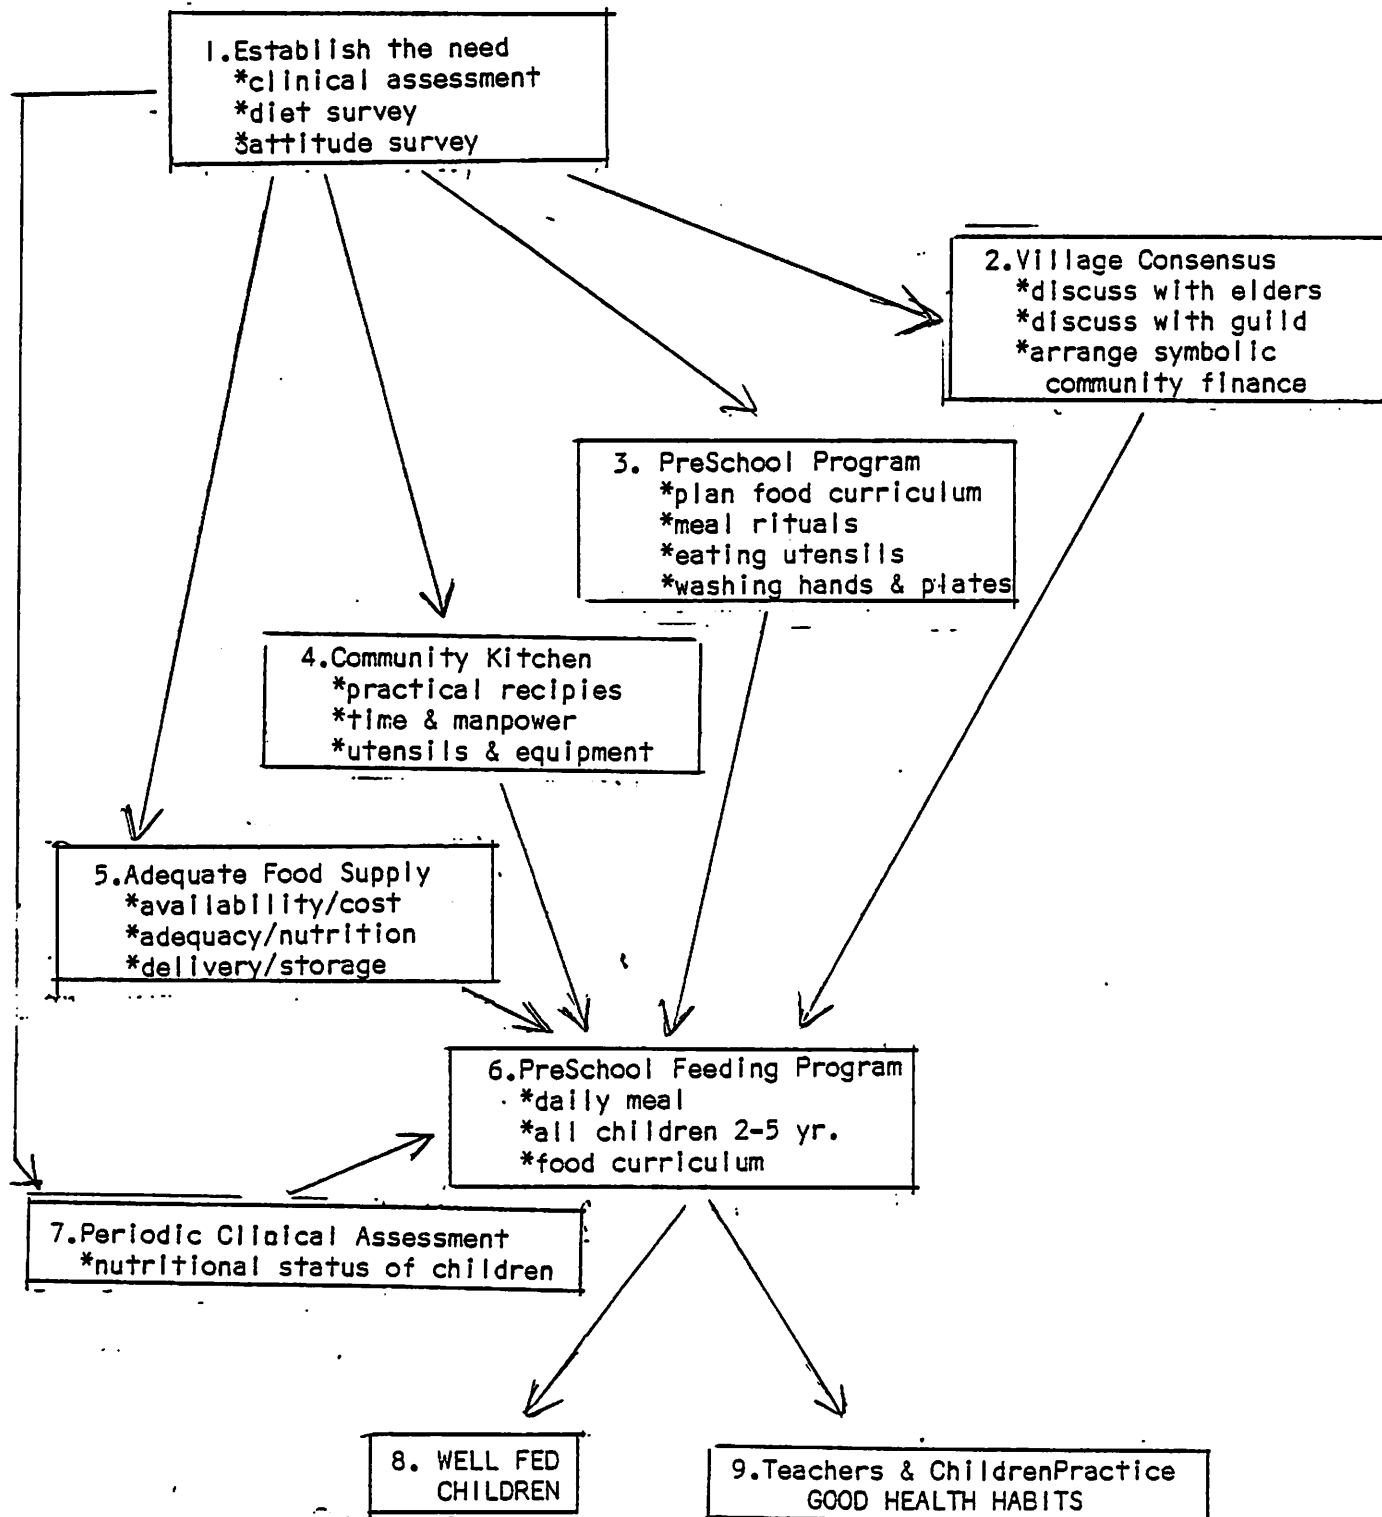 1.Establish the need
*clinical assessment
*diet survey
*attitude survey
2.Village Consensus
*discuss with elders
*discuss with guild
*arrange symbolic
community finance
3. PreSchool Program
*plan food curriculum
*meal rituals
*eating utensils
*washing hands & plates
4.Community Kitchen
*practical recipies
*time & manpower
*utensils & equipment
5.Adequate Food Supply
*availability/cost
*adequacy/nutrition
*delivery/storage
6.PreSchool Feeding Program
*daily meal
*all children 2-5 yr.
*food curriculum
7.Periodic Clinical Assessment
*nutritional status of children
8. WELL FED
CHILDREN
9.Teachers & ChildrenPractice
GOOD HEALTH HABITS